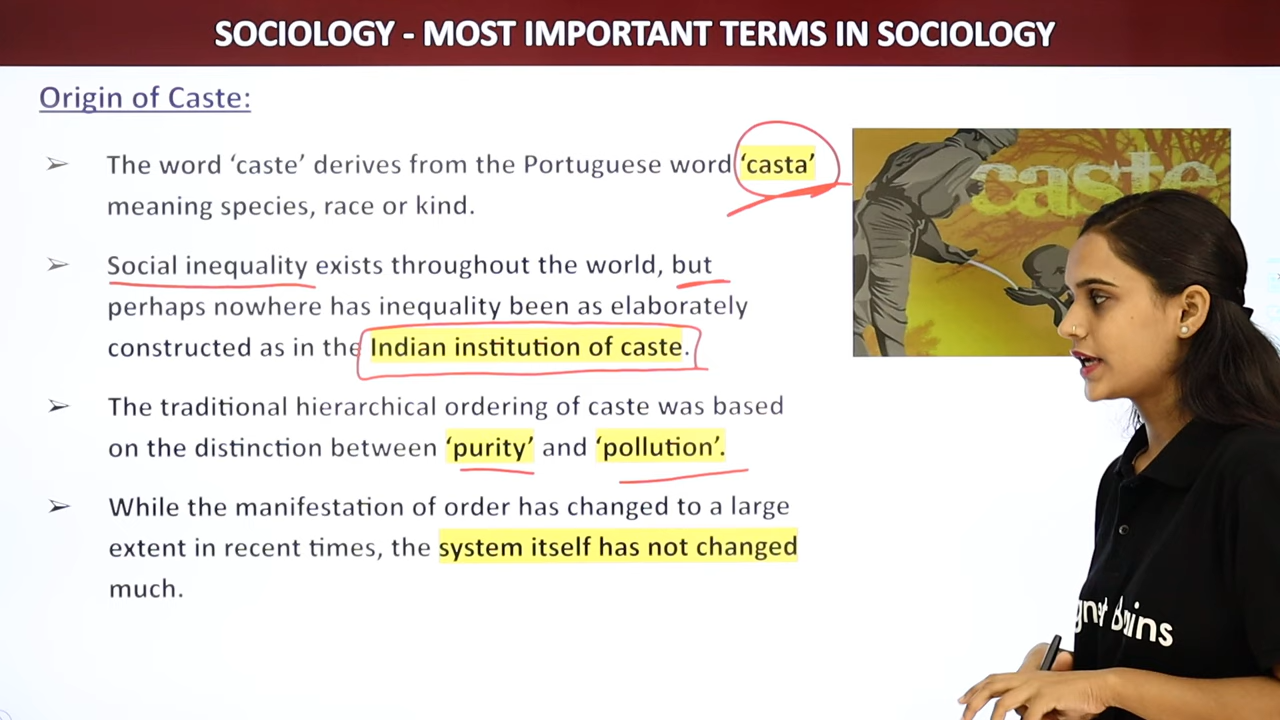 SOCIOLOGY - MOST IMPORTANT TERMS IN SOCIOLOGY
Origin of Caste:
➢ The word ‘caste’ derives from the Portuguese word ‘casta’
meaning species, race or kind.
➢ Social inequality exists throughout the world, but
perhaps nowhere has inequality been as elaborately
constructed as in the Indian institution of caste.
➢ The traditional hierarchical ordering of caste was based
on the distinction between ‘purity’ and ‘pollution’.
➢ While the manifestation of order has changed to a large
extent in recent times, the system itself has not changed
much.
caste